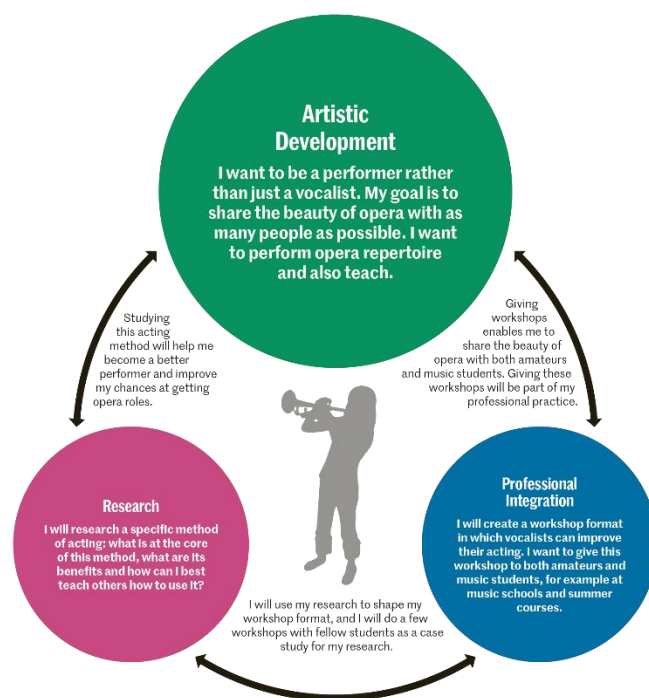 Artistic
Development
I want to be a performer rather
than just a vocalist. My goal is to
share the beauty of opera with as
many people as possible. I want
to perform opera repertoire
and also teach.
Studying
this acting
method will help me
become a better
performer and improve
my chances at getting
opera roles.
Giving
workshops
enables me to
share the beauty of
opera with both amateurs
and music students. Giving these
workshops will be part of my
professional practice.
Research
I will research a specific method
of acting: what is at the core
of this method, what are its
benefits and how can I best
teach others how to use it?
Professional
Integration
I will create a workshop format
in which vocalists can improve
their acting. I want to give this
workshop to both amateurs and
music students, for example at
music schools and summer
courses.
I will use my research to shape my
workshop format, and I will do a few
workshops with fellow students as a case
study for my research.